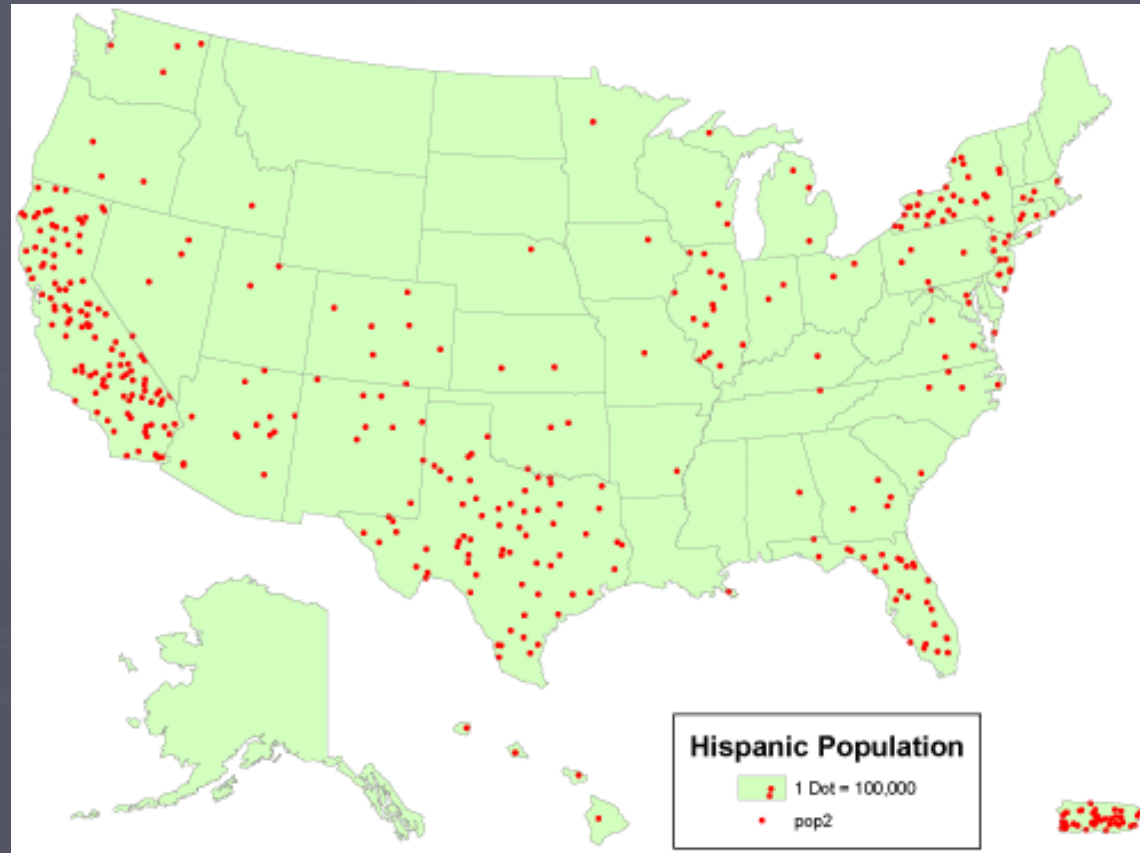 Hispanic Population
1 Dot = 100,000
pop2